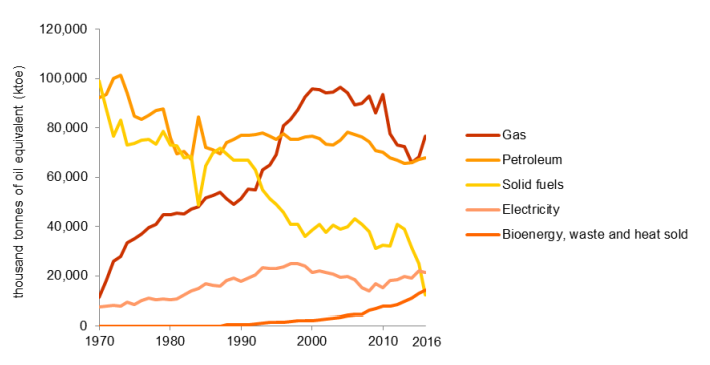 thousand tonnes of oil equivalent (ktoe)
120,000
100,000
80,000
60,000
40,000
20,000
0
1970
1980
1990
2000
2010
2016
Gas
Petroleum
Solid fuels
Electricity
Bioenergy, waste and heat sold